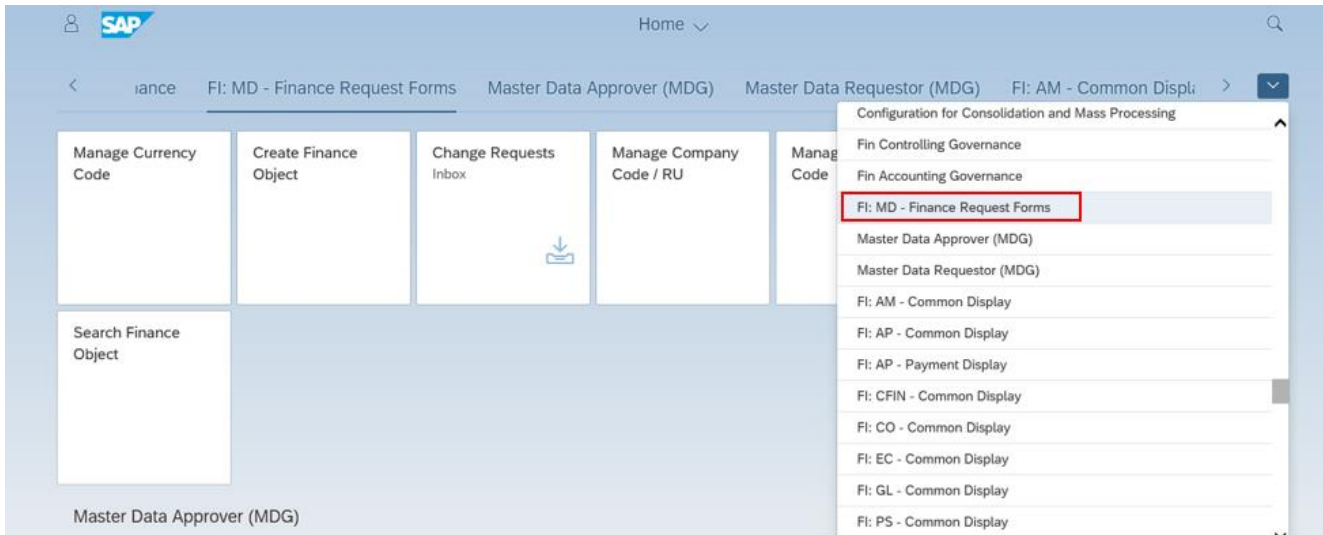 SAP
Home
iance
FI: MD - Finance Request Forms
Master Data Approver (MDG)
Master Data Requestor (MDG)
FI: AM - Common Displ
Manage Currency
Code
Create Finance
Object
Change Requests
Inbox
Manage Company
Code / RU
Manag
Code
Search Finance
Object
Master Data Approver (MDG)
Configuration for Consolidation and Mass Processing
Fin Controlling Governance
Fin Accounting Governance
FI: MD - Finance Request Forms
Master Data Approver (MDG)
Master Data Requestor (MDG)
FI: AM - Common Display
FI: AP - Common Display
FI: AP - Payment Display
FI: CFIN - Common Display
FI: CO - Common Display
FI: EC - Common Display
FI: GL - Common Display
FI: PS - Common Display